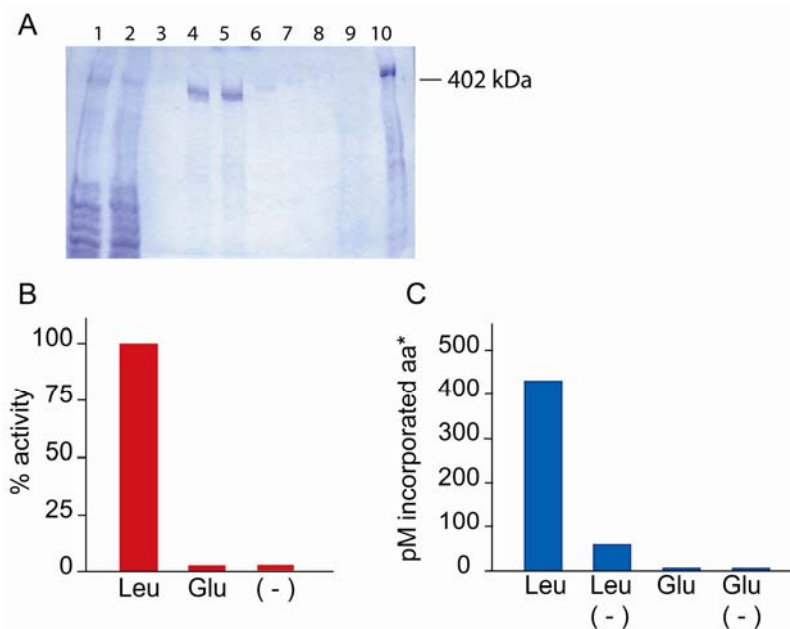 A
1 2 3 4 5 6 7 8 9 10
402 kDa
B
% activity
100
75
50
25
0
Leu Glu ( - )
C
pM incorporated aa*
500
400
300
200
100
0
Leu Leu Glu Glu
( - ) ( - )